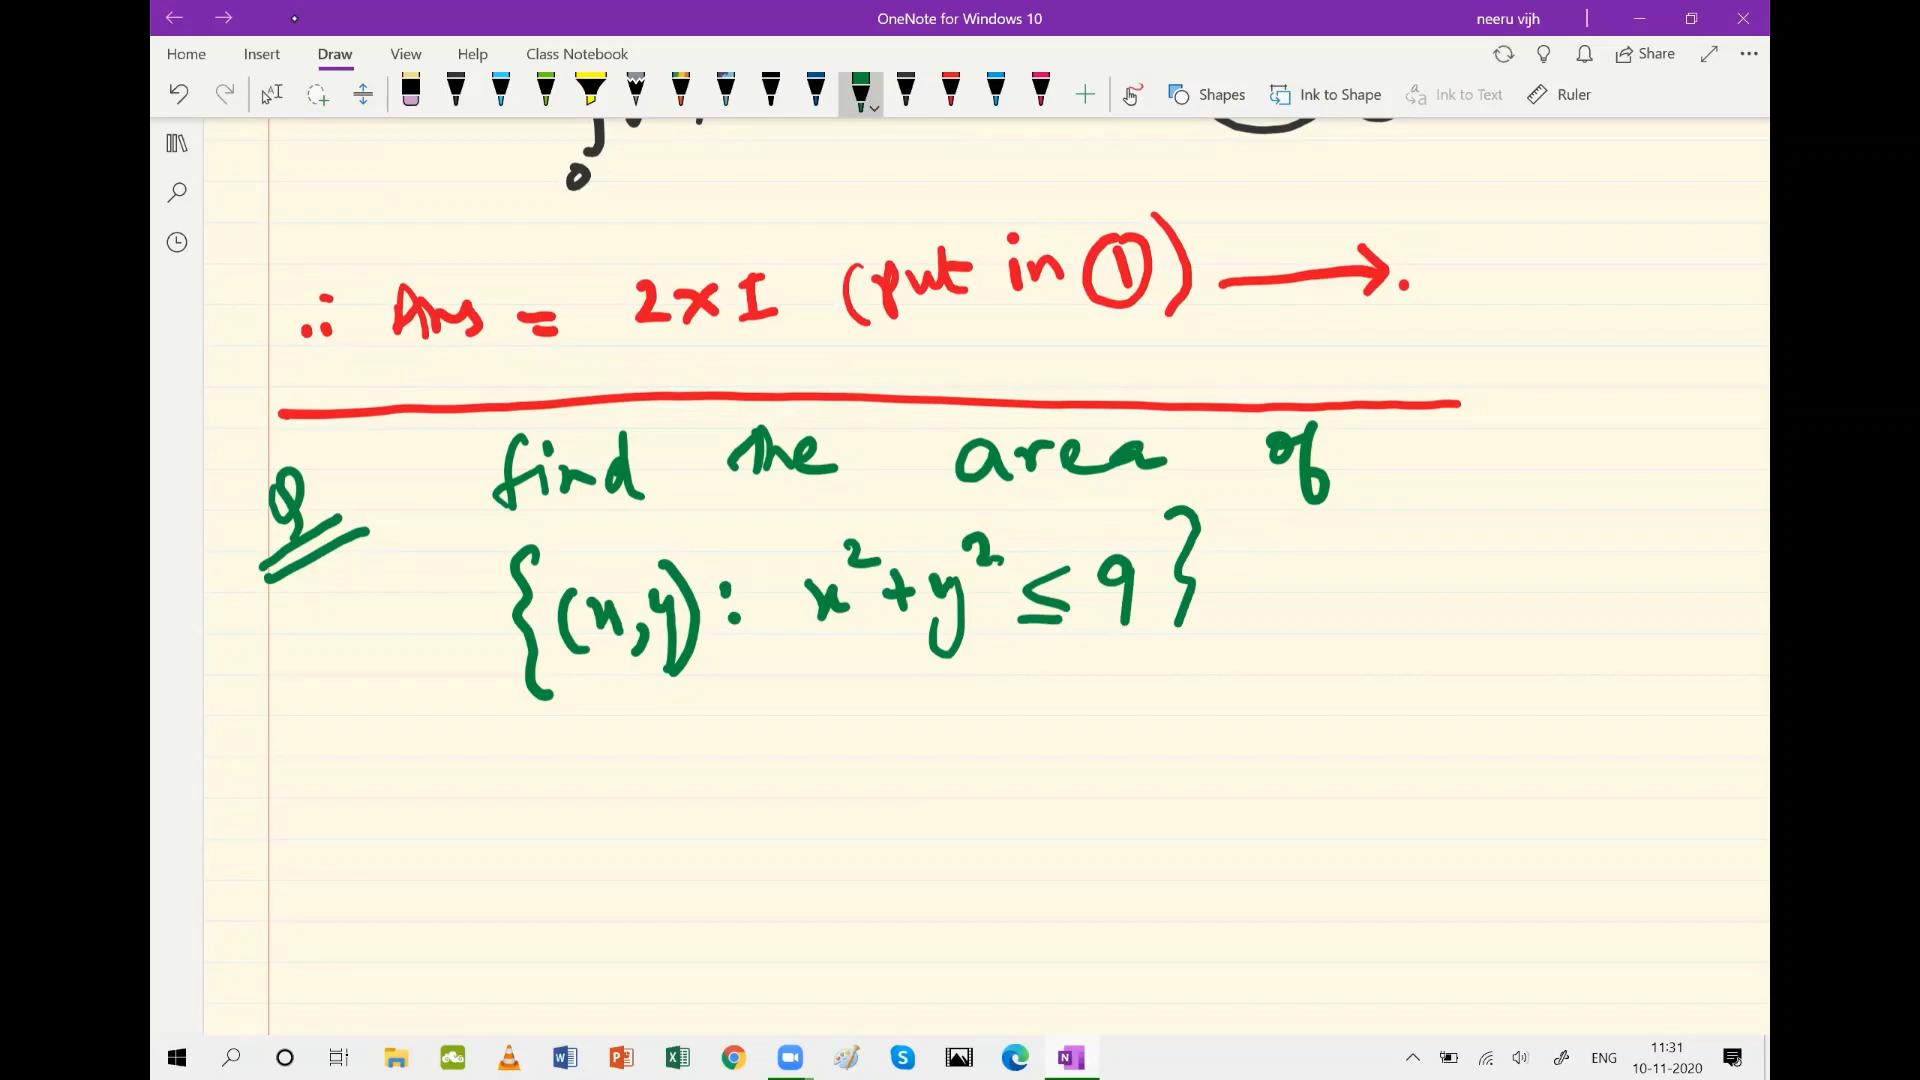 OneNote for Windows 10
neeru vijh
Home Insert Draw View Help Class Notebook
Share
Shapes Ink to Shape Ink to Text Ruler
∴ Ans = 2xI (put in ①) →.
Q find the area of
{(x,y): x²+y² ≤ 9}
ENG
11:31
10-11-2020